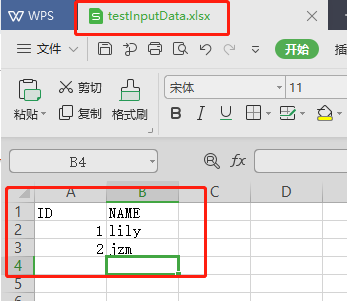 WPS testInputData.xlsx
文件 开始
剪切 宋体 11
粘贴 复制 格式刷 B I U A
B4 fx
A B C D
1 ID NAME
2 1 lily
3 2 jzm
4